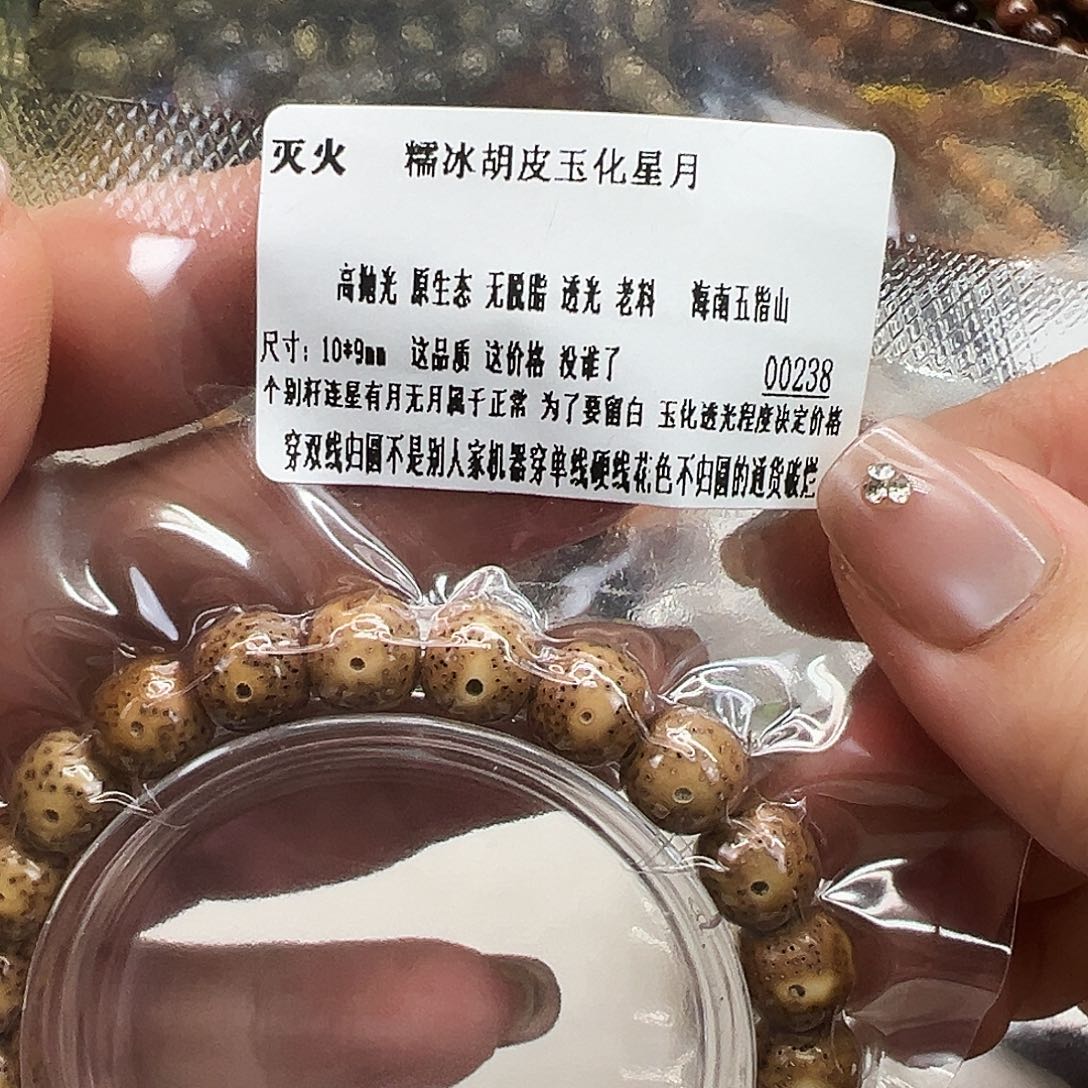 灭火 糯冰胡皮玉化星月
高抛光 原生态 无脱脂 透光 老料 海南五指山
尺寸：10*9mm 这品质 这价格 投谁了
00238
个别杆连星有月无月属于正常 为了要留白 玉化透光程度决定价格
穿双线归圆不是别人家机器穿单线硬线花色不归圆的通货破烂